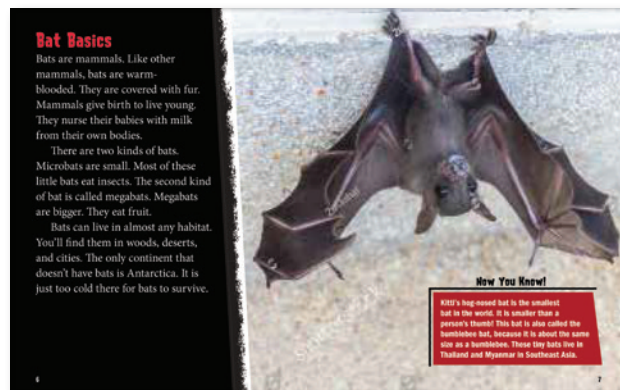 Bat Basics
Bats are mammals. Like other
mammals, bats are warm-
blooded. They are covered with fur.
Mammals give birth to live young.
They nurse their babies with milk
from their own bodies.
There are two kinds of bats.
Microbats are small. Most of these
little bats eat insects. The second kind
of bat is called megabats. Megabats
are bigger. They eat fruit.
Bats can live in almost any habitat.
You'll find them in woods, deserts,
and cities. The only continent that
doesn't have bats is Antarctica. It is
just too cold there for bats to survive.
6
Now You Know!
Kitti's hog-nosed bat is the smallest
bat in the world. It is smaller than a
person's thumb! This bat is also called the
bumblebee bat, because it is about the same
size as a bumblebee. These tiny bats live in
Thailand and Myanmar in Southeast Asia.
7